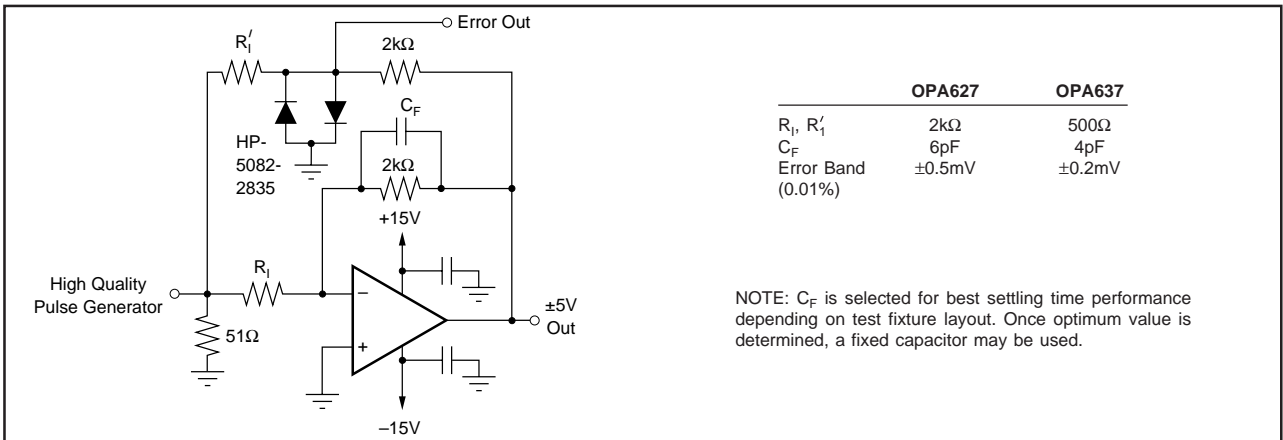 Error Out
R′I
2kΩ
CF
HP-
5082-
2835
2kΩ
+15V
High Quality
Pulse Generator
RI
–
+
51Ω
±5V
Out
–15V
OPA627 OPA637
RI, R′1 2kΩ 500Ω
CF 6pF 4pF
Error Band ±0.5mV ±0.2mV
(0.01%)
NOTE: CF is selected for best settling time performance
depending on test fixture layout. Once optimum value is
determined, a fixed capacitor may be used.